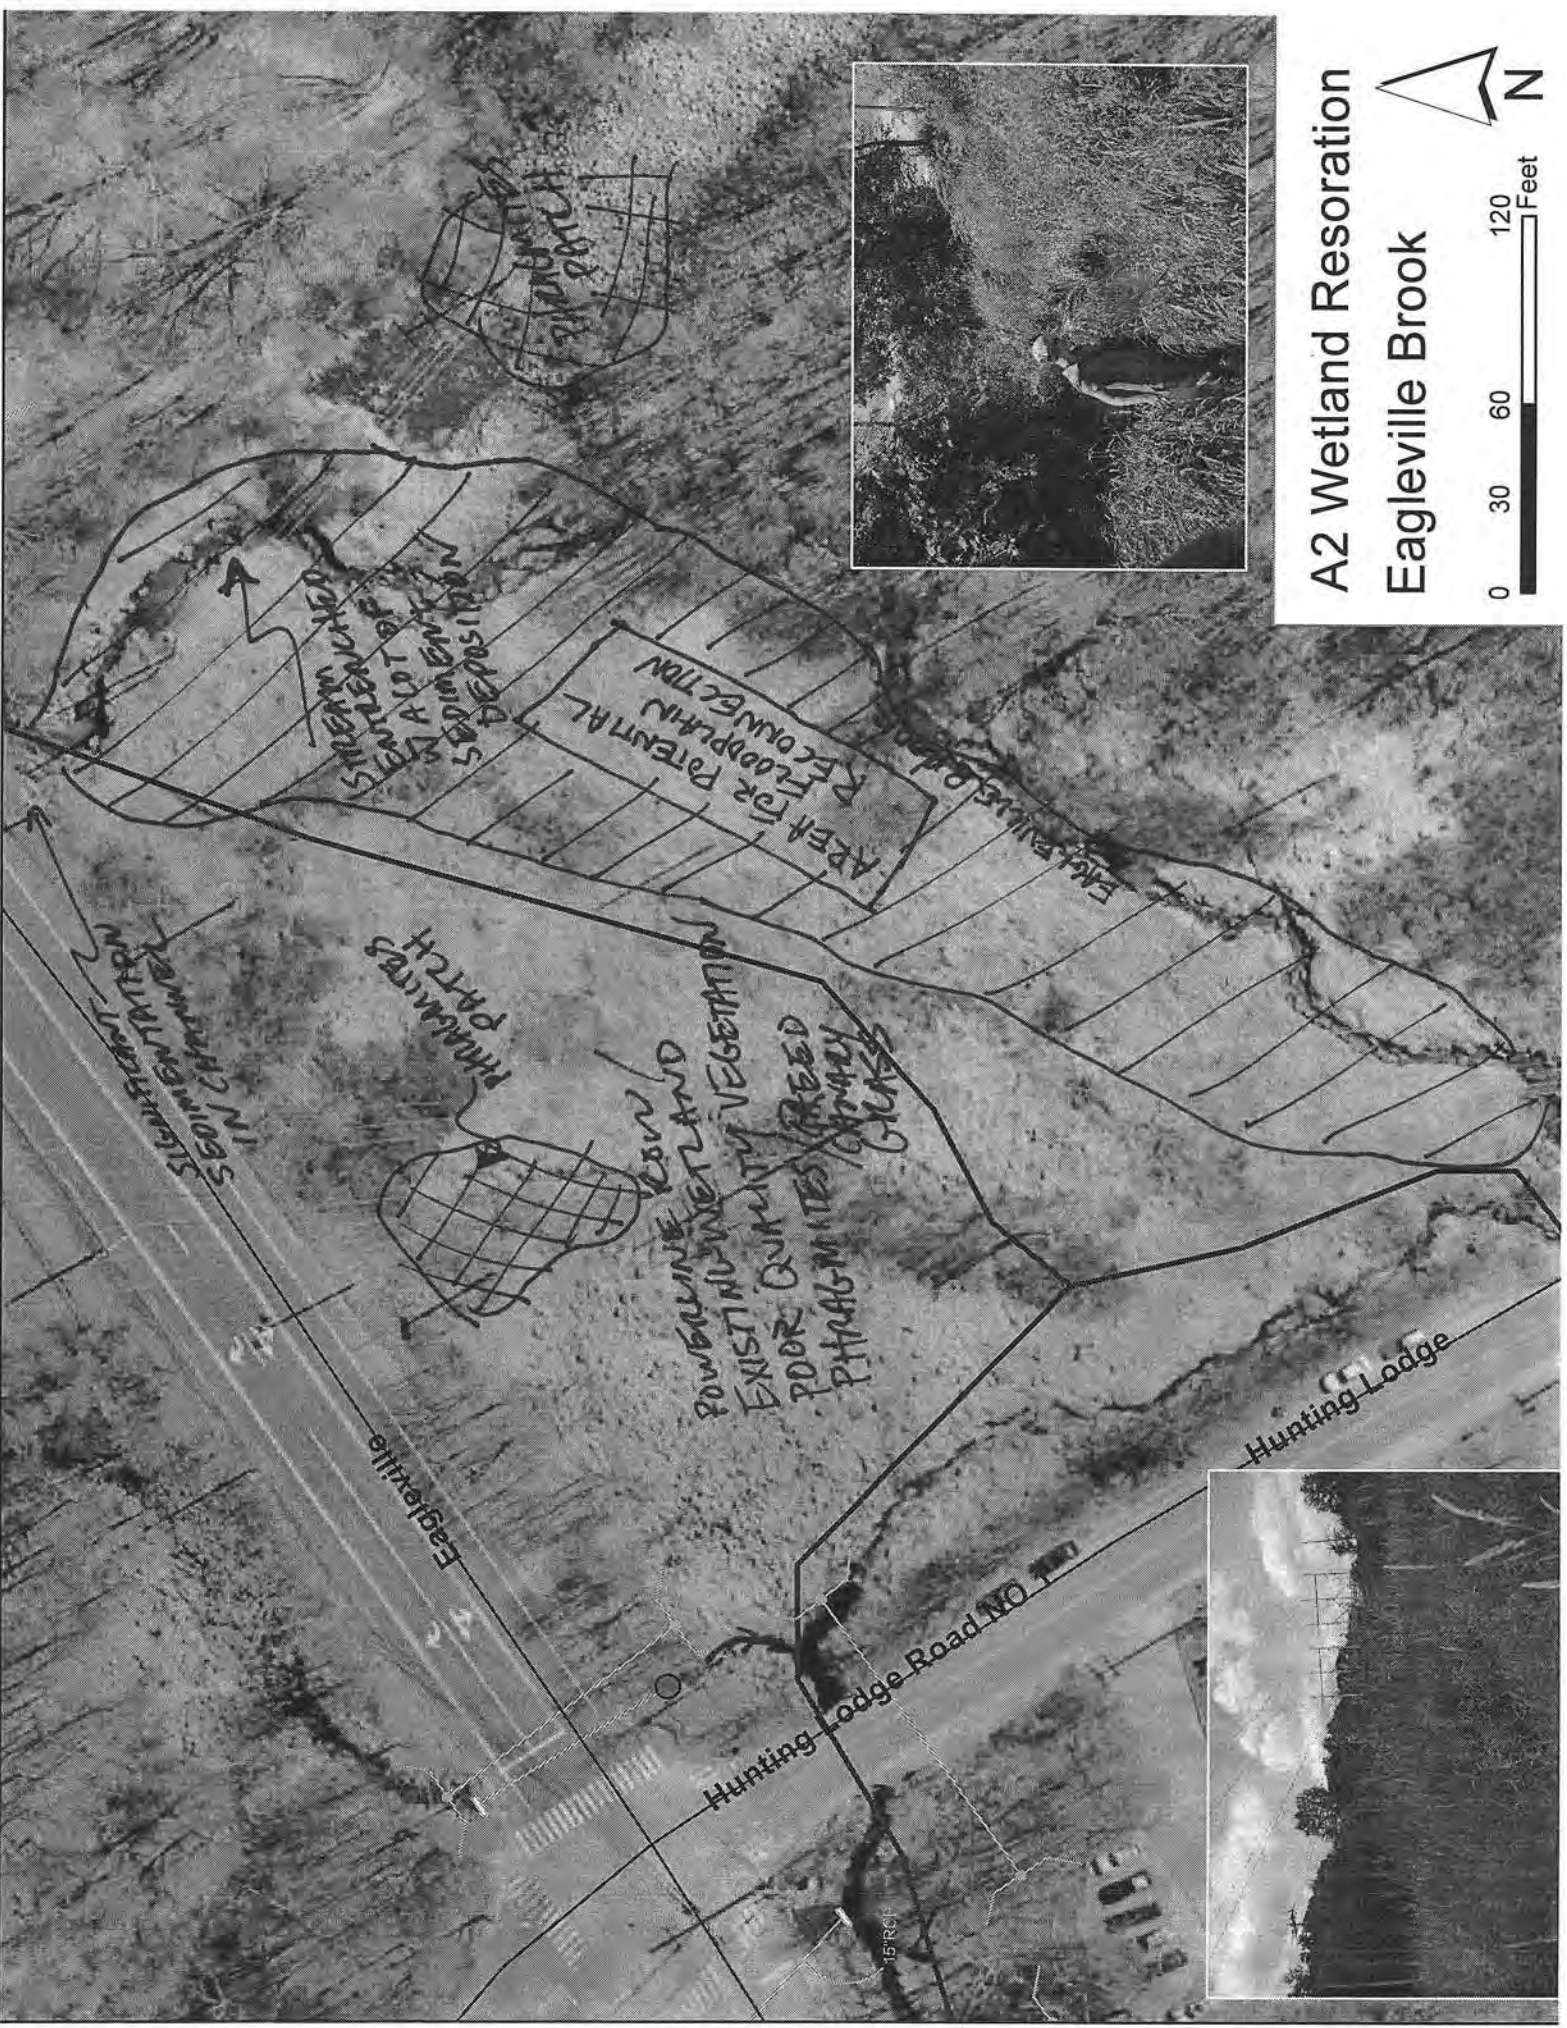 SIGNIFICANT
SEDIMENTATION
IN CHANNEL
STREAM
ENTRENCHED
W/ A LOT OF
SEDIMENT
DEPOSITION
PHRAGMITES
PATCH
PHRAGMITES
PATCH
AREA FOR POTENTIAL
FLOODPLAIN
RECONNECTION
POWERLINE ROW
EXISTING WETLAND
POOR QUALITY VEGETATION
PHRAGMITES/REED
CANARY
GRASS
EAGLEVILLE
Eagleville
Hunting Lodge Road NO 1
Hunting Lodge
15"RCP
A2 Wetland Resoration
Eagleville Brook
0 30 60 120
Feet
N